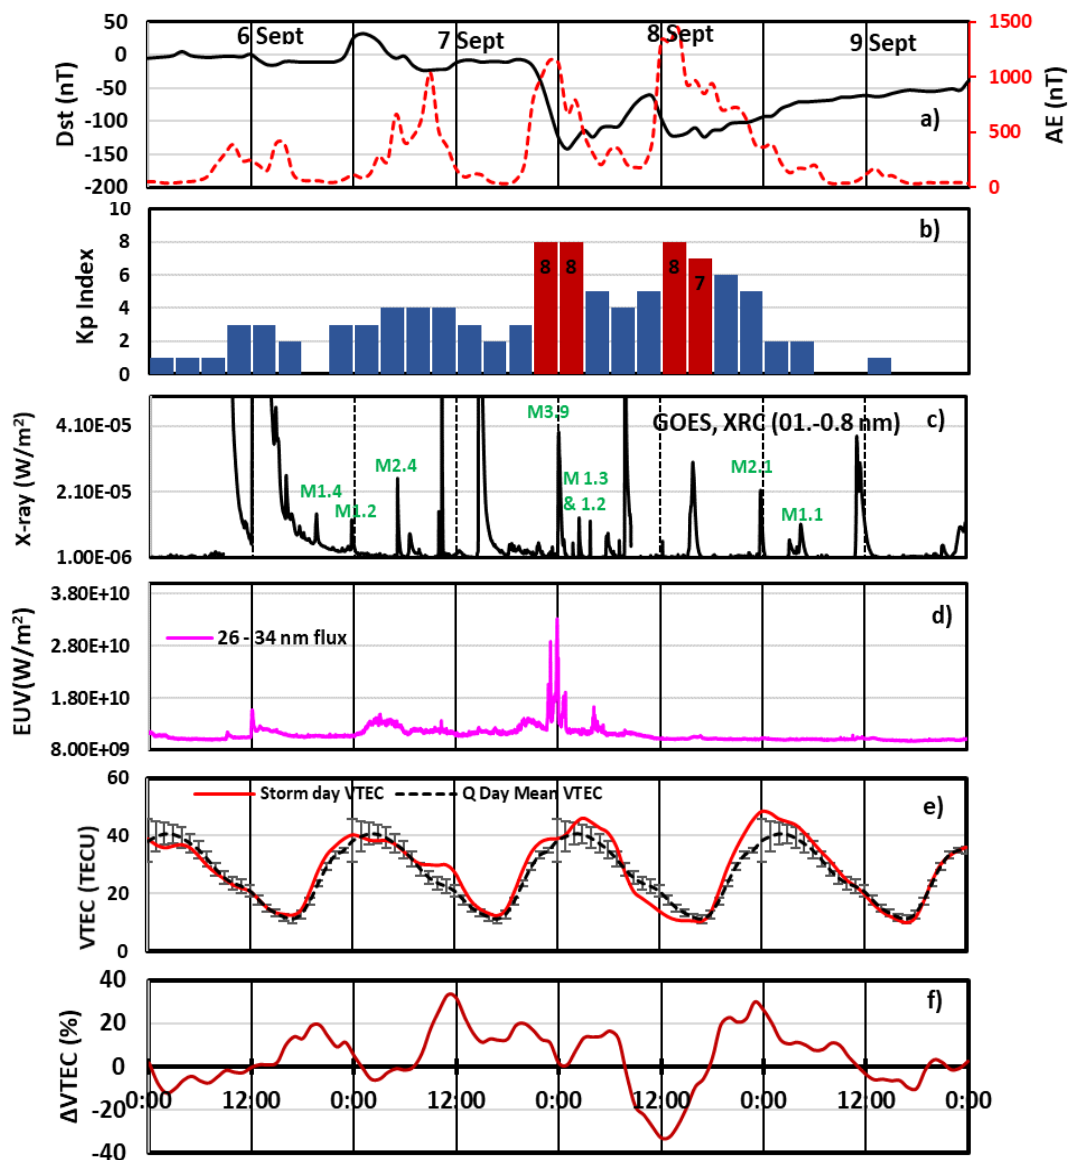 50
0
-50
-100
-150
-200
Dst (nT)
6 Sept
7 Sept
8 Sept
9 Sept
a)
1500
1000
500
0
AE (nT)
10
8
6
4
2
0
Kp Index
b)
8
8
8
7
4.10E-05
2.10E-05
1.00E-06
X-ray (W/m²)
M3.9
GOES, XRC (01.-0.8 nm)
c)
M2.4
M1.4
M1.2
M 1.3
& 1.2
M2.1
M1.1
3.80E+10
2.80E+10
1.80E+10
8.00E+09
EUV(W/m²)
26 - 34 nm flux
d)
60
40
20
0
VTEC (TECU)
Storm day VTEC
Q Day Mean VTEC
e)
40
20
0
-20
-40
ΔVTEC (%)
f)
0:00
12:00
0:00
12:00
0:00
12:00
0:00
12:00
0:00